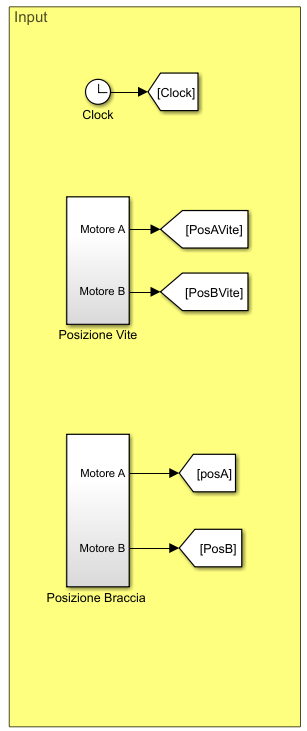 Input
[Clock]
Clock
Motore A
[PosAVite]
Motore B
[PosBVite]
Posizione Vite
Motore A
[posA]
Motore B
[PosB]
Posizione Braccia